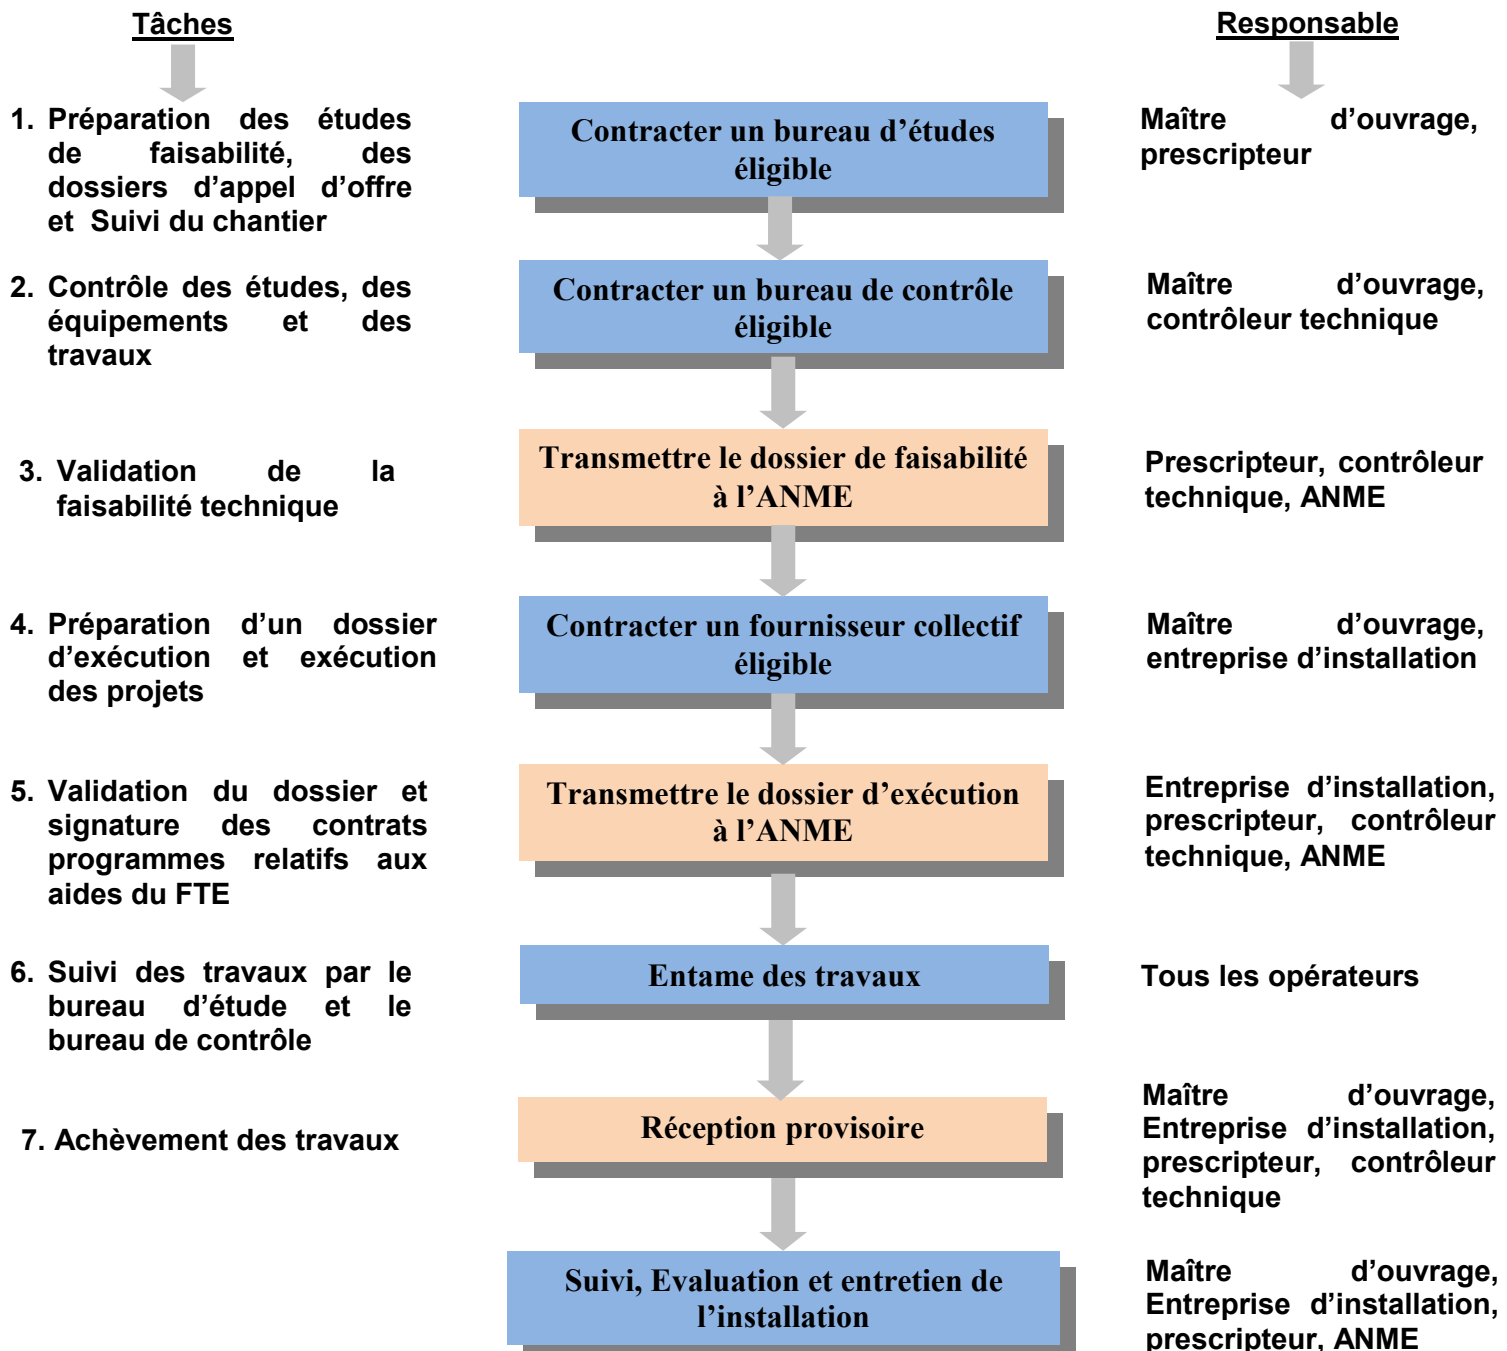 Tâches
Responsable
1. Préparation des études
de faisabilité, des
dossiers d'appel d'offre
et Suivi du chantier
Contracter un bureau d'études
éligible
Maître d'ouvrage,
prescripteur
2. Contrôle des études, des
équipements et des
travaux
Contracter un bureau de contrôle
éligible
Maître d'ouvrage,
contrôleur technique
3. Validation de la
faisabilité technique
Transmettre le dossier de faisabilité
à l'ANME
Prescripteur, contrôleur
technique, ANME
4. Préparation d'un dossier
d'exécution et exécution
des projets
Contracter un fournisseur collectif
éligible
Maître d'ouvrage,
entreprise d'installation
5. Validation du dossier et
signature des contrats
programmes relatifs aux
aides du FTE
Transmettre le dossier d'exécution
à l'ANME
Entreprise d'installation,
prescripteur, contrôleur
technique, ANME
6. Suivi des travaux par le
bureau d'étude et le
bureau de contrôle
Entame des travaux
Tous les opérateurs
7. Achèvement des travaux
Réception provisoire
Maître d'ouvrage,
Entreprise d'installation,
prescripteur, contrôleur
technique
Suivi, Evaluation et entretien de
l'installation
Maître d'ouvrage,
Entreprise d'installation,
prescripteur, ANME